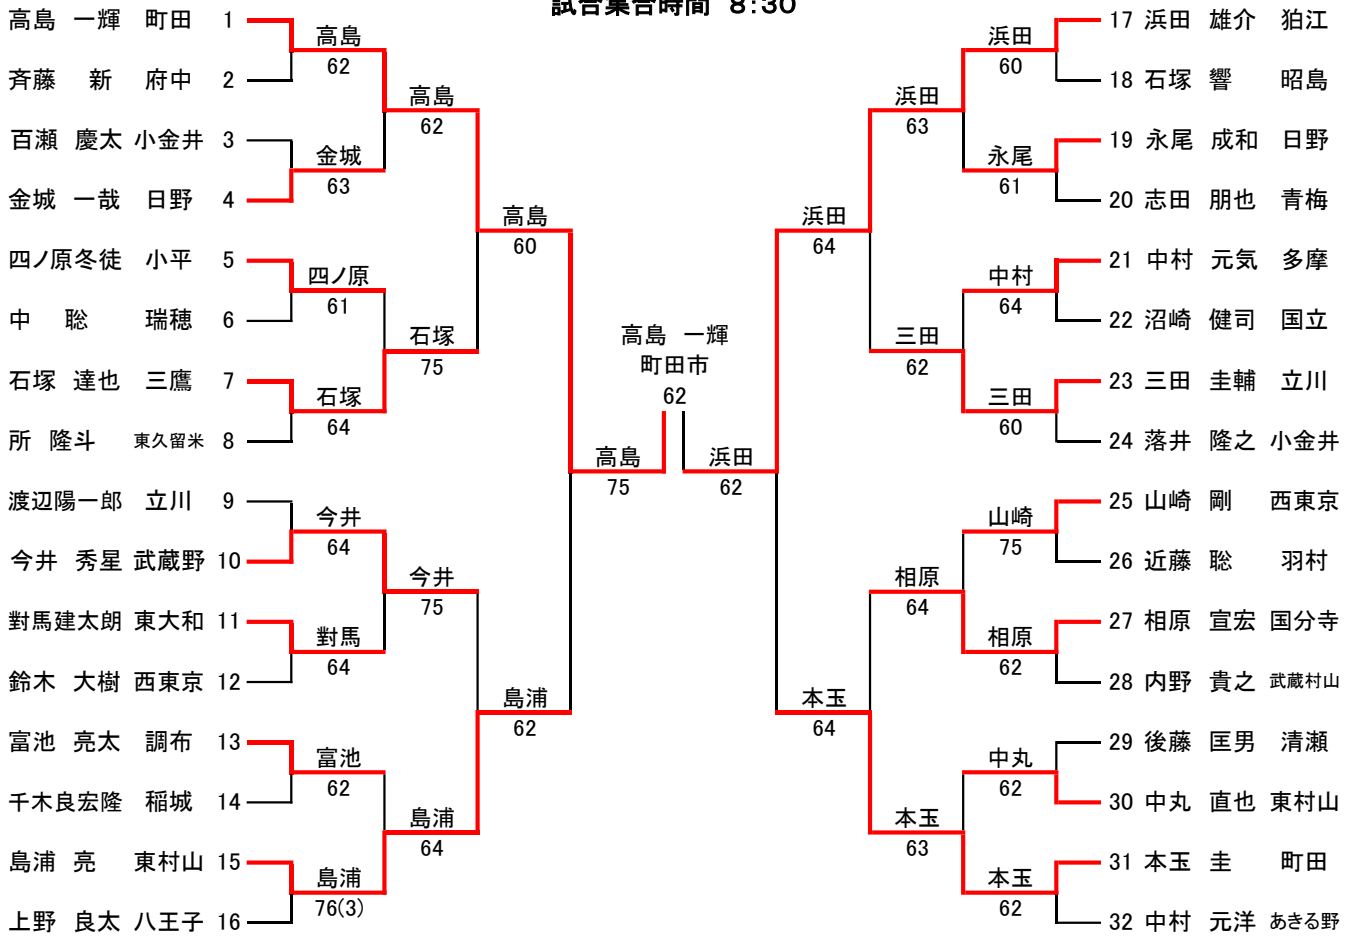 試合集合時間 8:30
高島 一輝 町田 1
高島
62
斉藤 新 府中 2
高島
62
百瀬 慶太 小金井 3
金城
63
金城 一哉 日野 4
高島
60
四ノ原冬徒 小平 5
四ノ原
61
中 聡 瑞穂 6
石塚
75
石塚 達也 三鷹 7
石塚
64
所 隆斗 東久留米 8
高島
75
渡辺陽一郎 立川 9
今井
64
今井 秀星 武蔵野 10
今井
75
對馬建太朗 東大和 11
對馬
64
鈴木 大樹 西東京 12
島浦
62
富池 亮太 調布 13
富池
62
千木良宏隆 稲城 14
島浦
64
島浦 亮 東村山 15
島浦
76(3)
上野 良太 八王子 16
高島 一輝
町田市
62
17 浜田 雄介 狛江
浜田
60
18 石塚 響 昭島
浜田
63
19 永尾 成和 日野
永尾
61
20 志田 朋也 青梅
浜田
64
21 中村 元気 多摩
中村
64
22 沼崎 健司 国立
三田
62
23 三田 圭輔 立川
三田
60
24 落井 隆之 小金井
浜田
62
25 山崎 剛 西東京
山崎
75
26 近藤 聡 羽村
相原
64
27 相原 宣宏 国分寺
相原
62
28 内野 貴之 武蔵村山
本玉
64
29 後藤 匡男 清瀬
中丸
62
30 中丸 直也 東村山
本玉
63
31 本玉 圭 町田
本玉
62
32 中村 元洋 あきる野